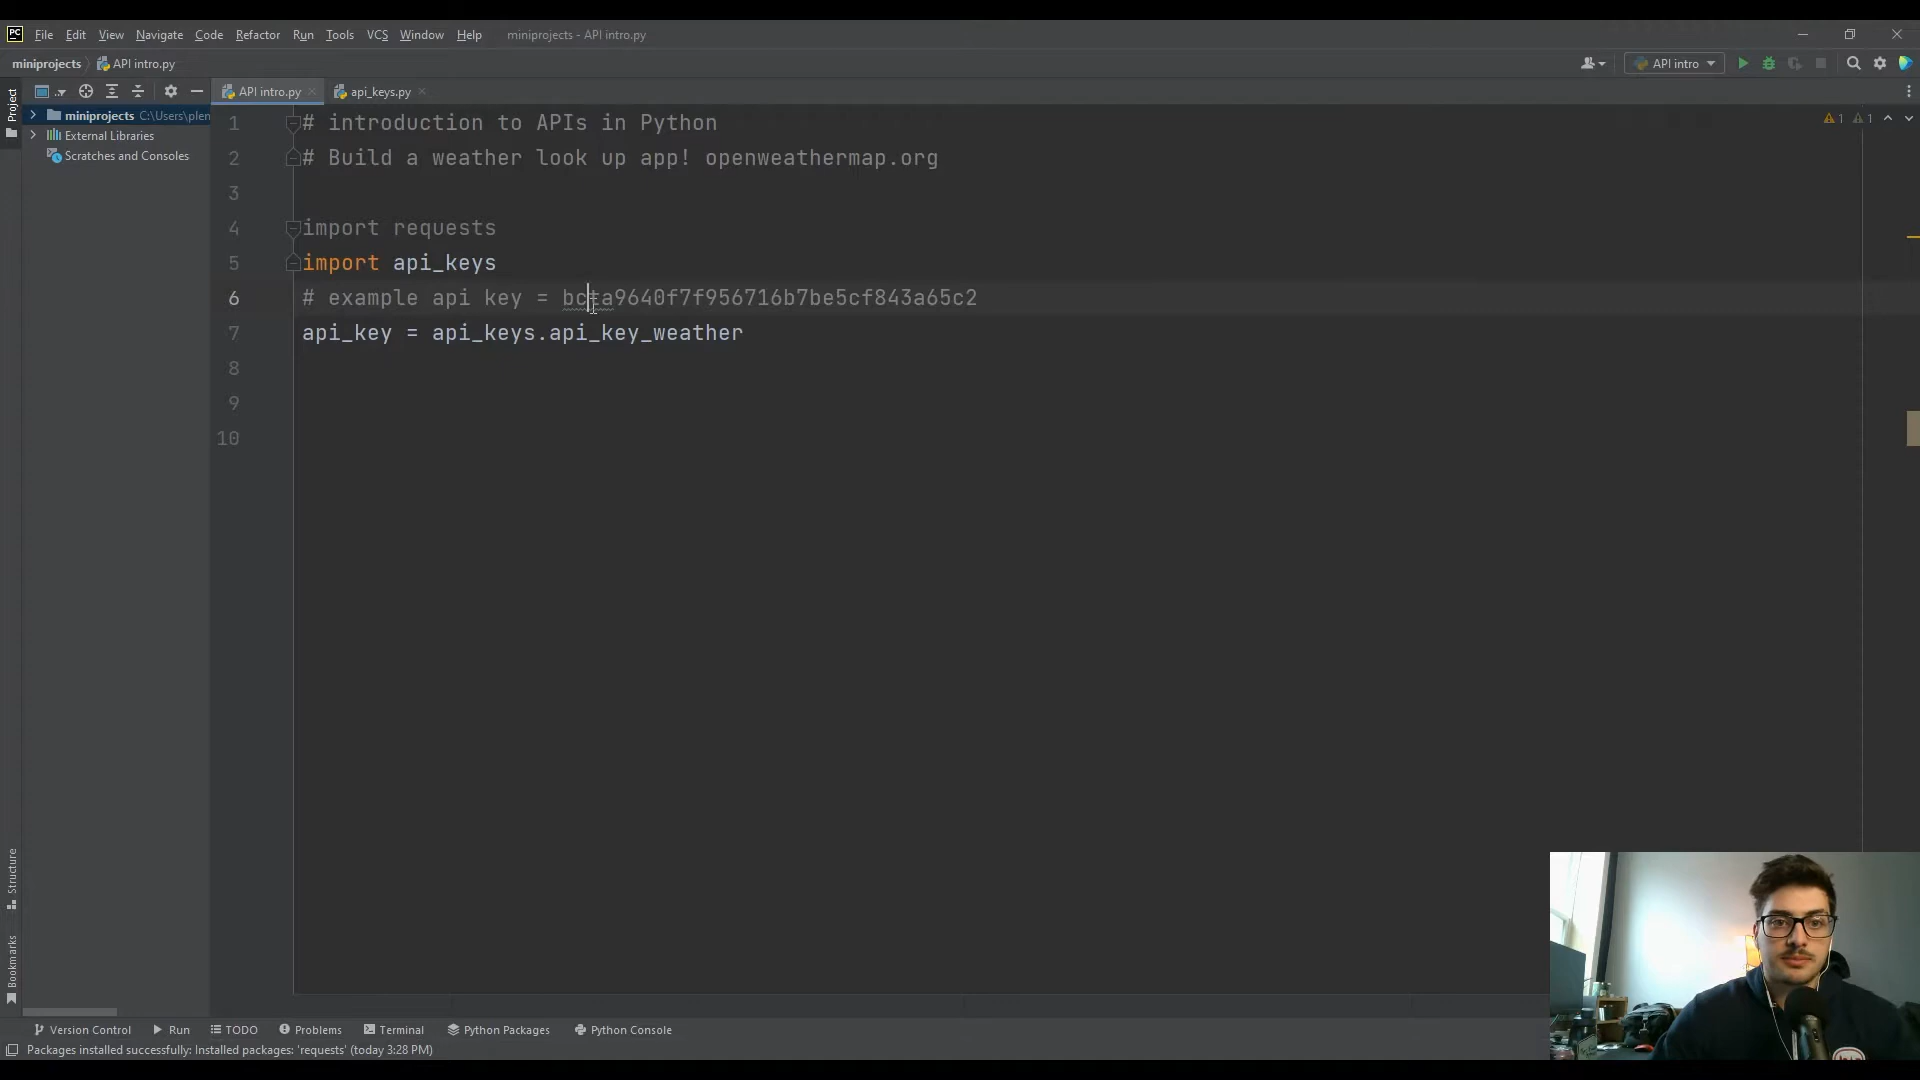 PC File Edit View Navigate Code Refactor Run Tools VCS Window Help miniprojects - API intro.py
miniprojects API intro.py API intro
Project API intro.py api_keys.py
miniprojects C:\Users\plen
External Libraries
Scratches and Consoles
1 # introduction to APIs in Python 1 1
2 # Build a weather look up app! openweathermap.org
3
4 import requests
5 import api_keys
6 # example api key =
7 api_key = api_keys.api_key_weather
8
9
10
Structure
Bookmarks
Version Control Run TODO Problems Terminal Python Packages Python Console
Packages installed successfully: Installed packages: 'requests' (today 3:28 PM)